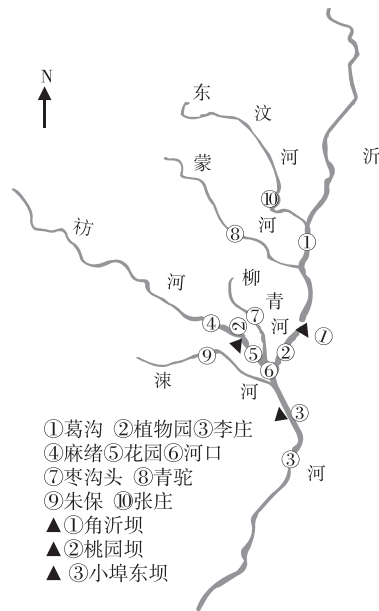 N
东
汶
河
沂
蒙
河
⑩
⑧
①
祊
河
柳
青
河
⑦
④
②
⑤
②
①
⑨
⑥
涑
河
③
③
河
①葛沟 ②植物园③李庄
④麻绪⑤花园⑥河口
⑦枣沟头 ⑧青驼
⑨朱保 ⑩张庄
▲①角沂坝
▲②桃园坝
▲③小埠东坝